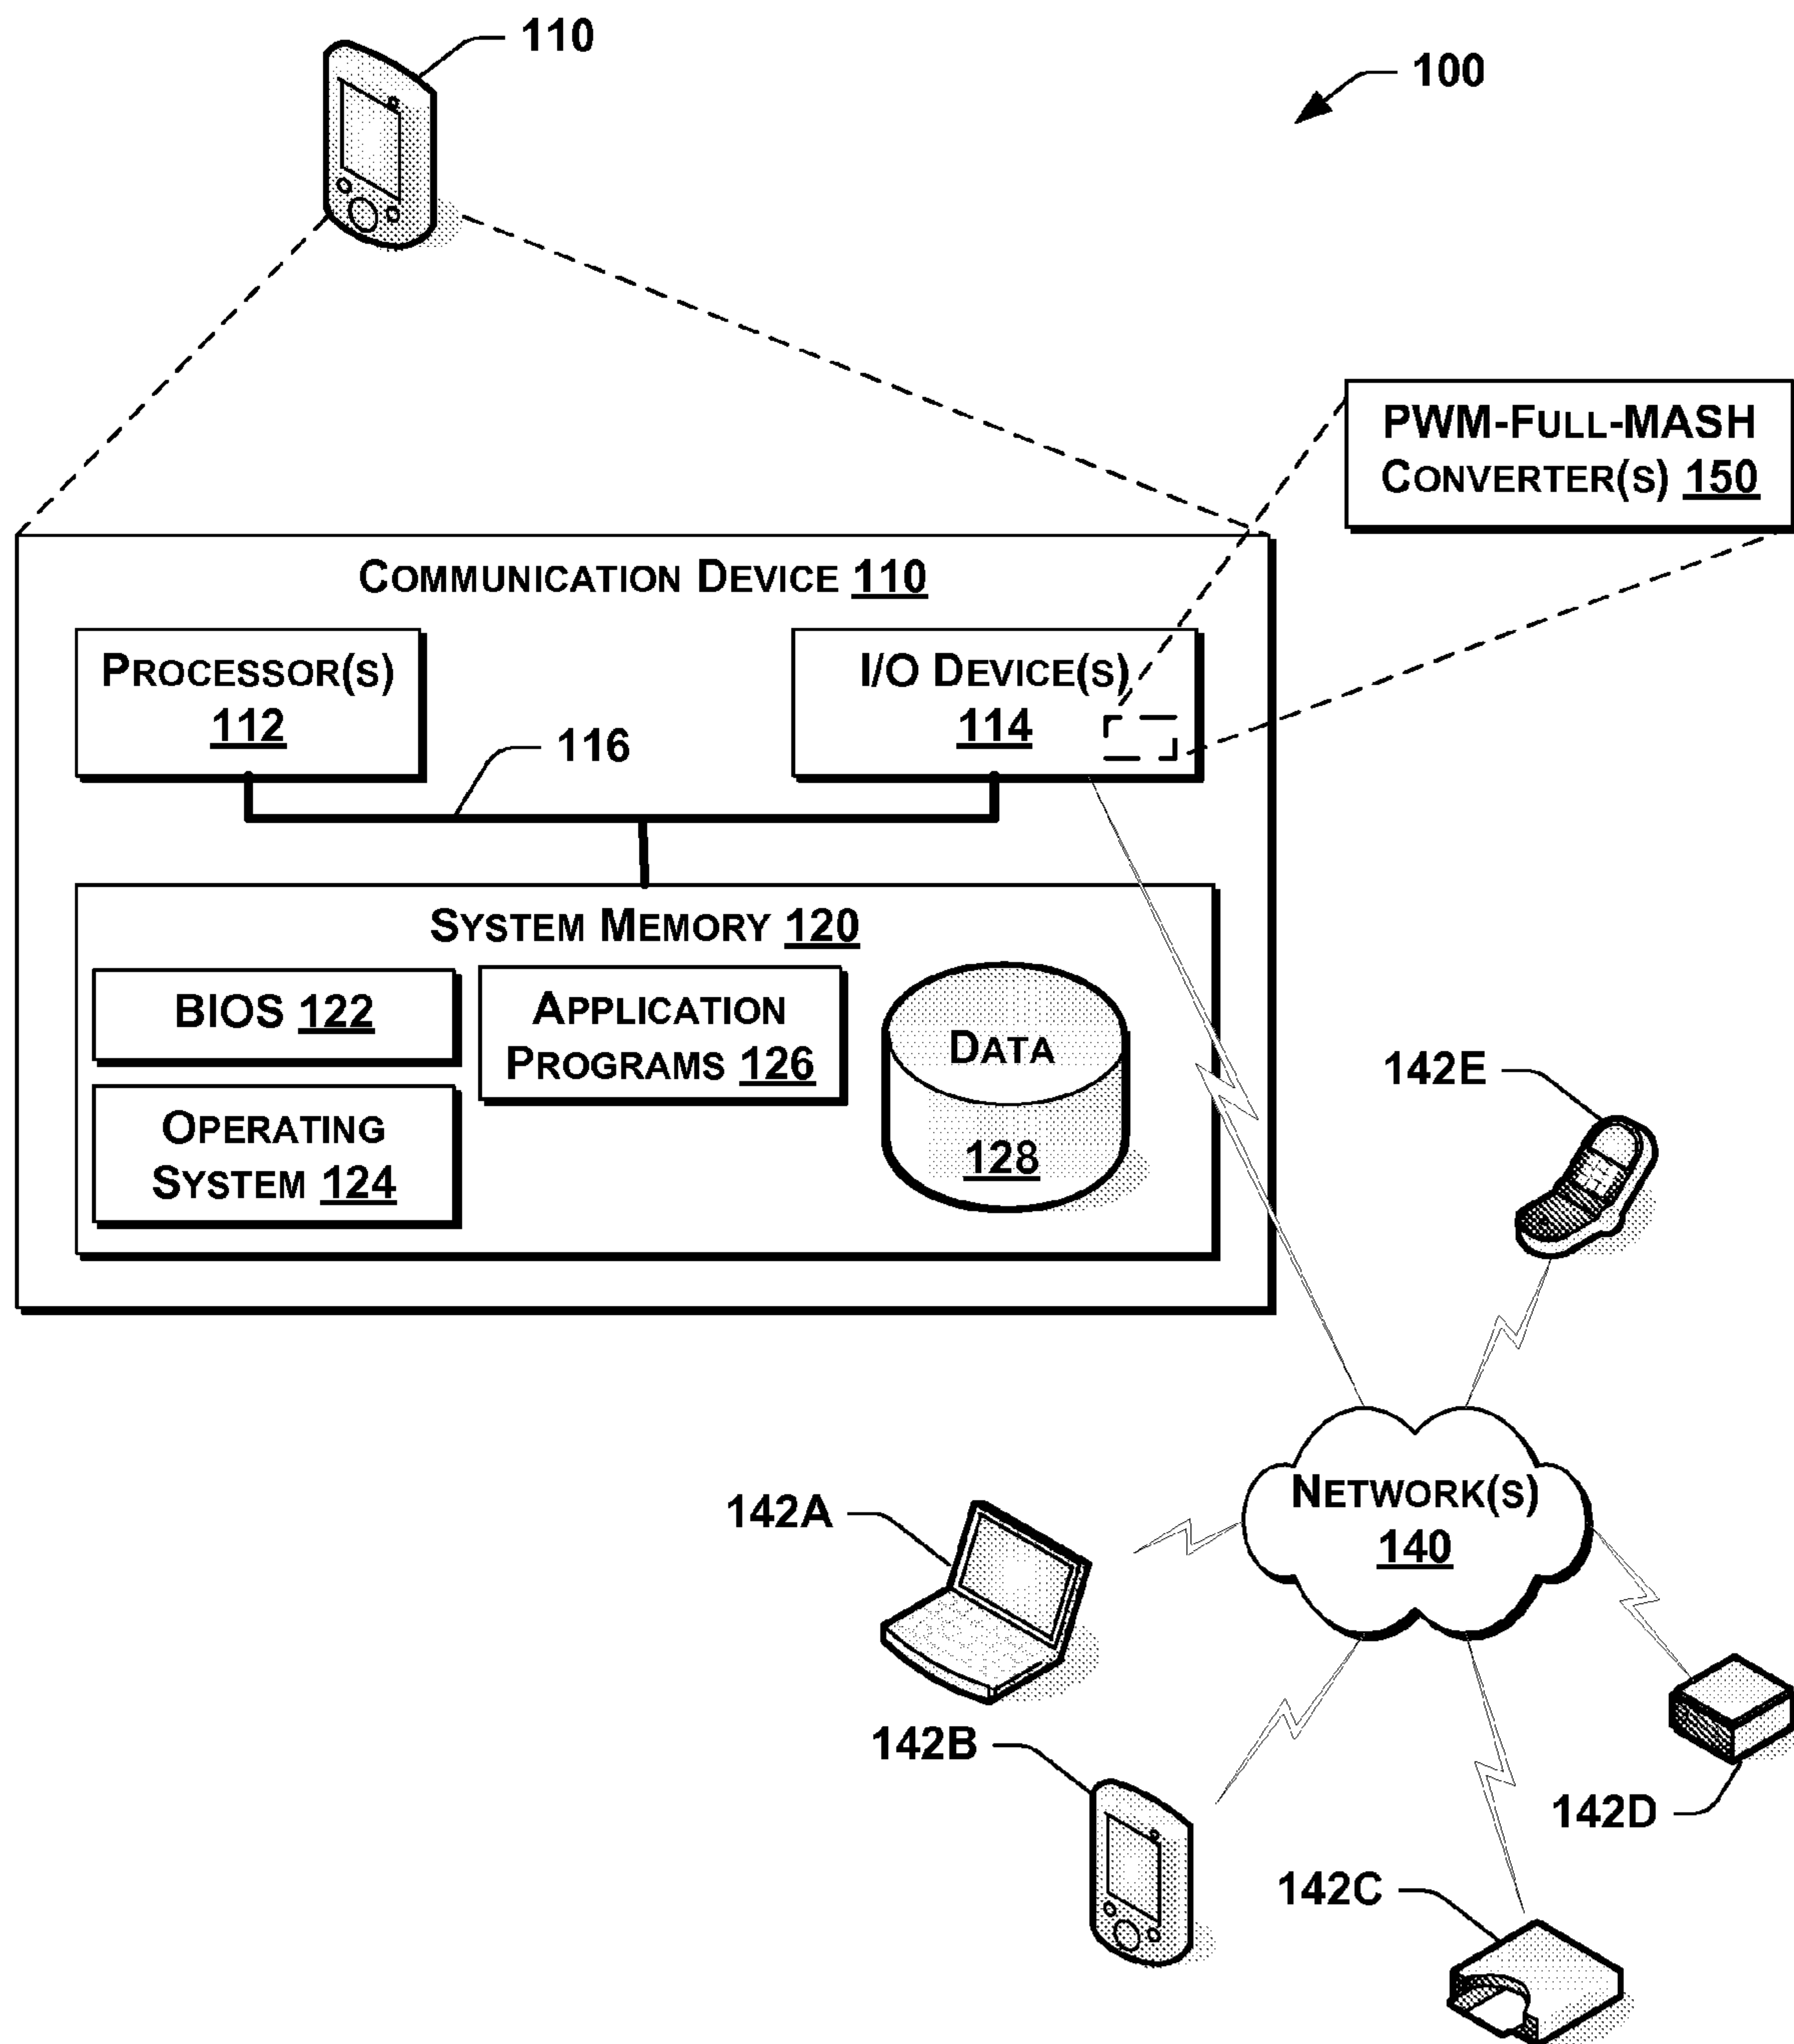 110
100
PWM-FULL-MASH
CONVERTER(S) 150
COMMUNICATION DEVICE 110
PROCESSOR(S)
112
I/O DEVICE(S)
114
116
SYSTEM MEMORY 120
BIOS 122
APPLICATION
PROGRAMS 126
OPERATING
SYSTEM 124
DATA
128
142E
NETWORK(S)
140
142A
142B
142D
142C